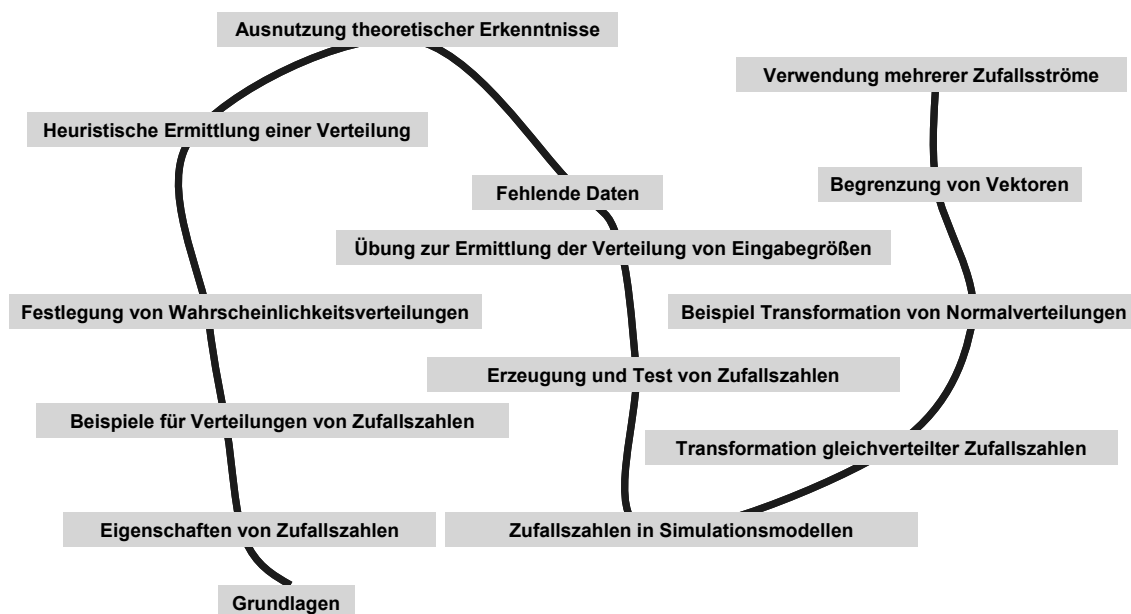 Ausnutzung theoretischer Erkenntnisse
Verwendung mehrerer Zufallsströme
Heuristische Ermittlung einer Verteilung
Fehlende Daten
Begrenzung von Vektoren
Übung zur Ermittlung der Verteilung von Eingabegrößen
Festlegung von Wahrscheinlichkeitsverteilungen
Beispiel Transformation von Normalverteilungen
Erzeugung und Test von Zufallszahlen
Beispiele für Verteilungen von Zufallszahlen
Transformation gleichverteilter Zufallszahlen
Eigenschaften von Zufallszahlen
Zufallszahlen in Simulationsmodellen
Grundlagen